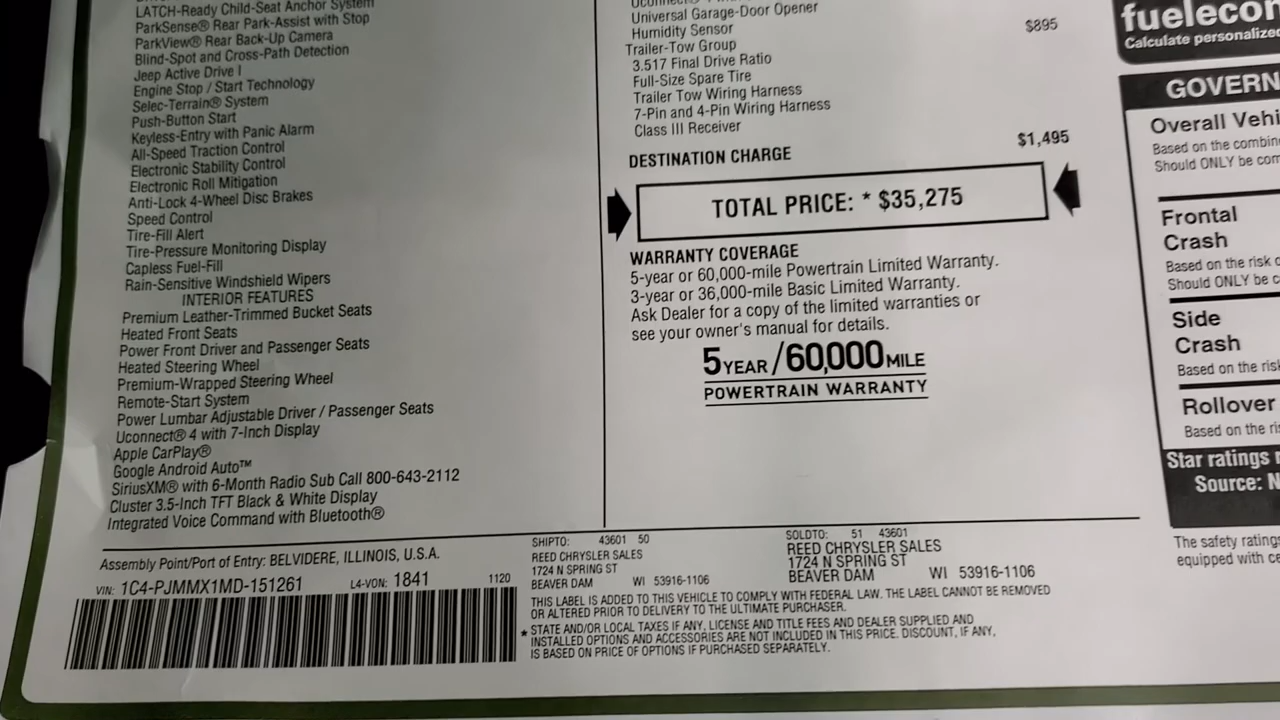 LATCH-Ready Child-Seat Anchor System
ParkSense® Rear Park-Assist with Stop
ParkView® Rear Back-Up Camera
Blind-Spot and Cross-Path Detection
Jeep Active Drive I
Engine Stop / Start Technology
Selec-Terrain® System
Push-Button Start
Keyless-Entry with Panic Alarm
All-Speed Traction Control
Electronic Stability Control
Electronic Roll Mitigation
Anti-Lock 4-Wheel Disc Brakes
Speed Control
Tire-Fill Alert
Tire-Pressure Monitoring Display
Capless Fuel-Fill
Rain-Sensitive Windshield Wipers
INTERIOR FEATURES
Premium Leather-Trimmed Bucket Seats
Heated Front Seats
Power Front Driver and Passenger Seats
Heated Steering Wheel
Premium-Wrapped Steering Wheel
Remote-Start System
Power Lumbar Adjustable Driver / Passenger Seats
Uconnect® 4 with 7-Inch Display
Apple CarPlay®
Google Android Auto™
SiriusXM® with 6-Month Radio Sub Call 800-643-2112
Cluster 3.5-Inch TFT Black & White Display
Integrated Voice Command with Bluetooth®
Universal Garage-Door Opener
Humidity Sensor
Trailer-Tow Group $895
3.517 Final Drive Ratio
Full-Size Spare Tire
Trailer Tow Wiring Harness
7-Pin and 4-Pin Wiring Harness
Class III Receiver
DESTINATION CHARGE $1,495
TOTAL PRICE: * $35,275
WARRANTY COVERAGE
5-year or 60,000-mile Powertrain Limited Warranty.
3-year or 36,000-mile Basic Limited Warranty.
Ask Dealer for a copy of the limited warranties or
see your owner's manual for details.
5 YEAR / 60,000 MILE
POWERTRAIN WARRANTY
fuelecon
Calculate personalized
GOVERN
Overall Vehi
Based on the combin
Should ONLY be com
Frontal
Crash
Based on the risk o
Should ONLY be c
Side
Crash
Based on the risk
Rollover
Based on the ri
Star ratings r
Source: N
The safety ratings
equipped with ce
Assembly Point/Port of Entry: BELVIDERE, ILLINOIS, U.S.A.
VIN: 1C4-PJMMX1MD-151261 L4-VON: 1841 1120
SHIPTO: 43601 50
REED CHRYSLER SALES
1724 N SPRING ST
BEAVER DAM WI 53916-1106
SOLDTO: 51 43601
REED CHRYSLER SALES
1724 N SPRING ST
BEAVER DAM WI 53916-1106
THIS LABEL IS ADDED TO THIS VEHICLE TO COMPLY WITH FEDERAL LAW. THE LABEL CANNOT BE REMOVED
OR ALTERED PRIOR TO DELIVERY TO THE ULTIMATE PURCHASER.
* STATE AND/OR LOCAL TAXES IF ANY, LICENSE AND TITLE FEES AND DEALER SUPPLIED AND
INSTALLED OPTIONS AND ACCESSORIES ARE NOT INCLUDED IN THIS PRICE. DISCOUNT, IF ANY,
IS BASED ON PRICE OF OPTIONS IF PURCHASED SEPARATELY.